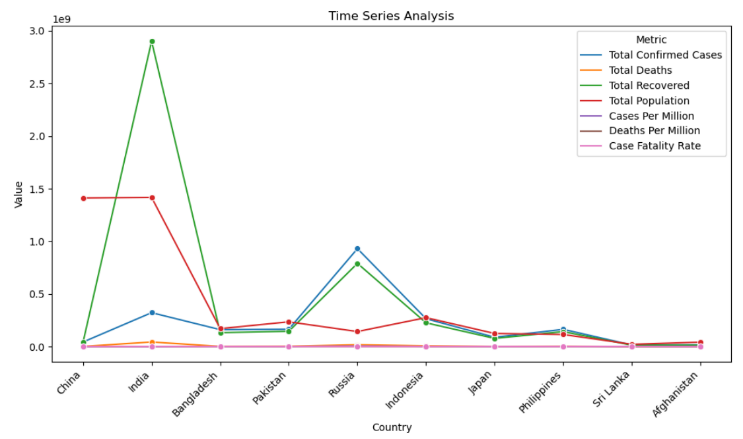 Time Series Analysis
1e9
Metric
Total Confirmed Cases
Total Deaths
Total Recovered
Total Population
Cases Per Million
Deaths Per Million
Case Fatality Rate
3.0
2.5
2.0
1.5
1.0
0.5
0.0
Value
China
India
Bangladesh
Pakistan
Russia
Indonesia
Japan
Philippines
Sri Lanka
Afghanistan
Country